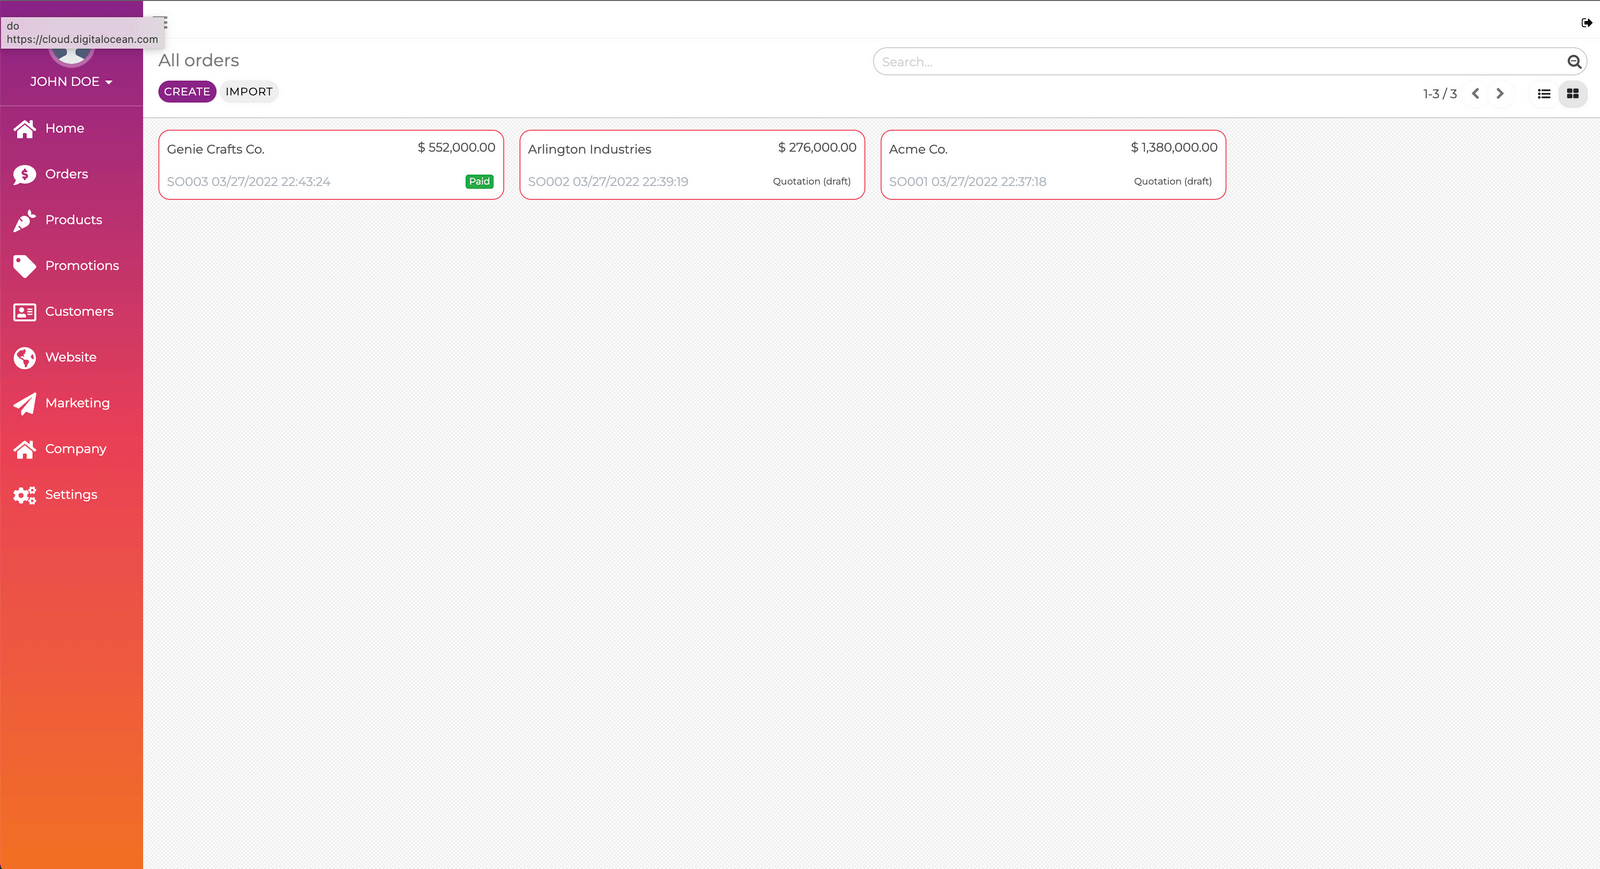 do
https://cloud.digitalocean.com
JOHN DOE
Home
Orders
Products
Promotions
Customers
Website
Marketing
Company
Settings
All orders
Search...
CREATE IMPORT
1-3 / 3
Genie Crafts Co. $ 552,000.00
SO003 03/27/2022 22:43:24 Paid
Arlington Industries $ 276,000.00
SO002 03/27/2022 22:39:19 Quotation (draft)
Acme Co. $ 1,380,000.00
SO001 03/27/2022 22:37:18 Quotation (draft)